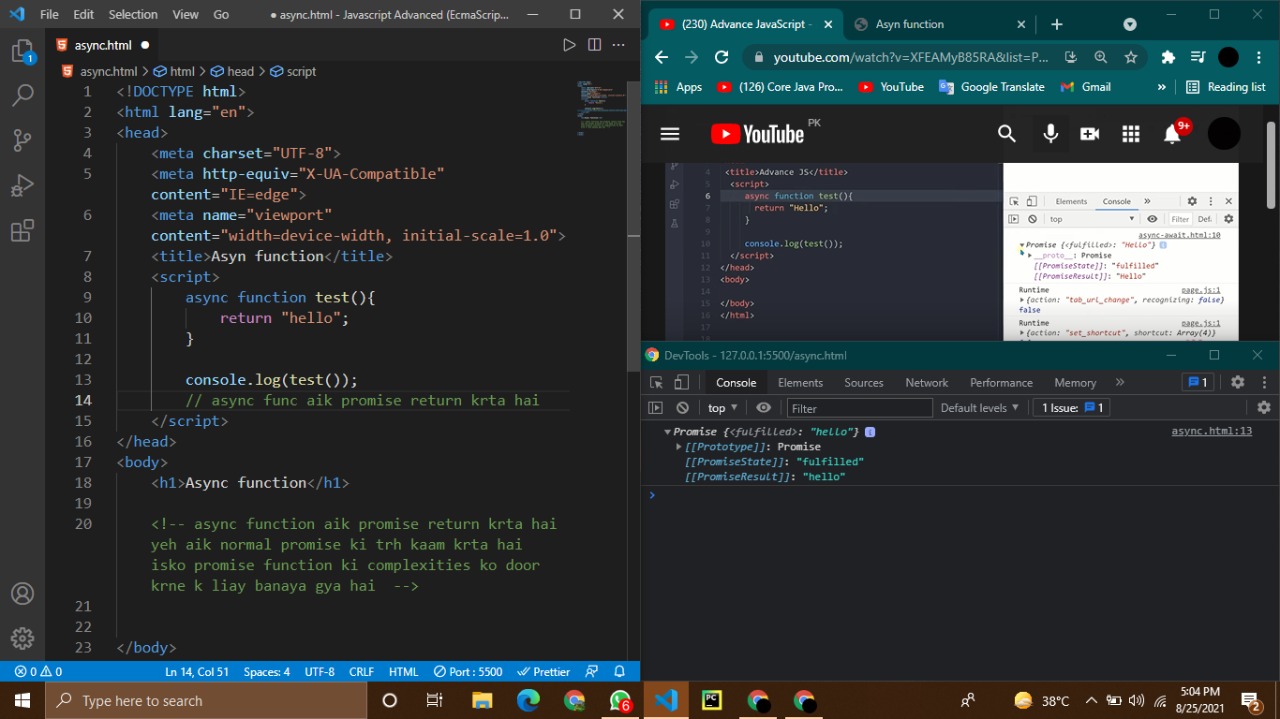 File Edit Selection View Go
● async.html - Javascript Advanced (EcmaScrip...
async.html ●
async.html > html > head > script
1 <!DOCTYPE html>
2 <html lang="en">
3 <head>
4 <meta charset="UTF-8">
5 <meta http-equiv="X-UA-Compatible"
content="IE=edge">
6 <meta name="viewport"
content="width=device-width, initial-scale=1.0">
7 <title>Asyn function</title>
8 <script>
9 async function test(){
10 return "hello";
11 }
12
13 console.log(test());
14 // async func aik promise return krta hai
15 </script>
16 </head>
17 <body>
18 <h1>Async function</h1>
19
20 <!-- async function aik promise return krta hai
yeh aik normal promise ki trh kaam krta hai
isko promise function ki complexities ko door
krne k liay banaya gya hai -->
21
22
23 </body>
1
0 0 Ln 14, Col 51 Spaces: 4 UTF-8 CRLF HTML Port : 5500 Prettier
(230) Advance JavaScript - Asyn function
youtube.com/watch?v=XFEAMyB85RA&list=P...
Apps (126) Core Java Pro... YouTube Google Translate Gmail » Reading list
YouTube PK 9+
4 <title>Advance JS</title>
5 <script>
6 async function test(){
7 return "Hello";
8 }
9
10 console.log(test());
11 </script>
12 </head>
13 <body>
14
15 </body>
16 </html>
17
18
Elements Console »
top Filter Def.
async-await.html:10
Promise {<fulfilled>: "Hello"}
__proto__: Promise
[[PromiseState]]: "fulfilled"
[[PromiseResult]]: "Hello"
Runtime page.js:1
{action: "tab_url_change", recognizing: false}
false
Runtime page.js:1
{action: "set_shortcut", shortcut: Array(4)}
DevTools - 127.0.0.1:5500/async.html
Console Elements Sources Network Performance Memory » 1
top Filter Default levels 1 Issue: 1
Promise {<fulfilled>: "hello"} async.html:13
[[Prototype]]: Promise
[[PromiseState]]: "fulfilled"
[[PromiseResult]]: "hello"
Type here to search
6
PC
38°C
5:04 PM
8/25/2021
2